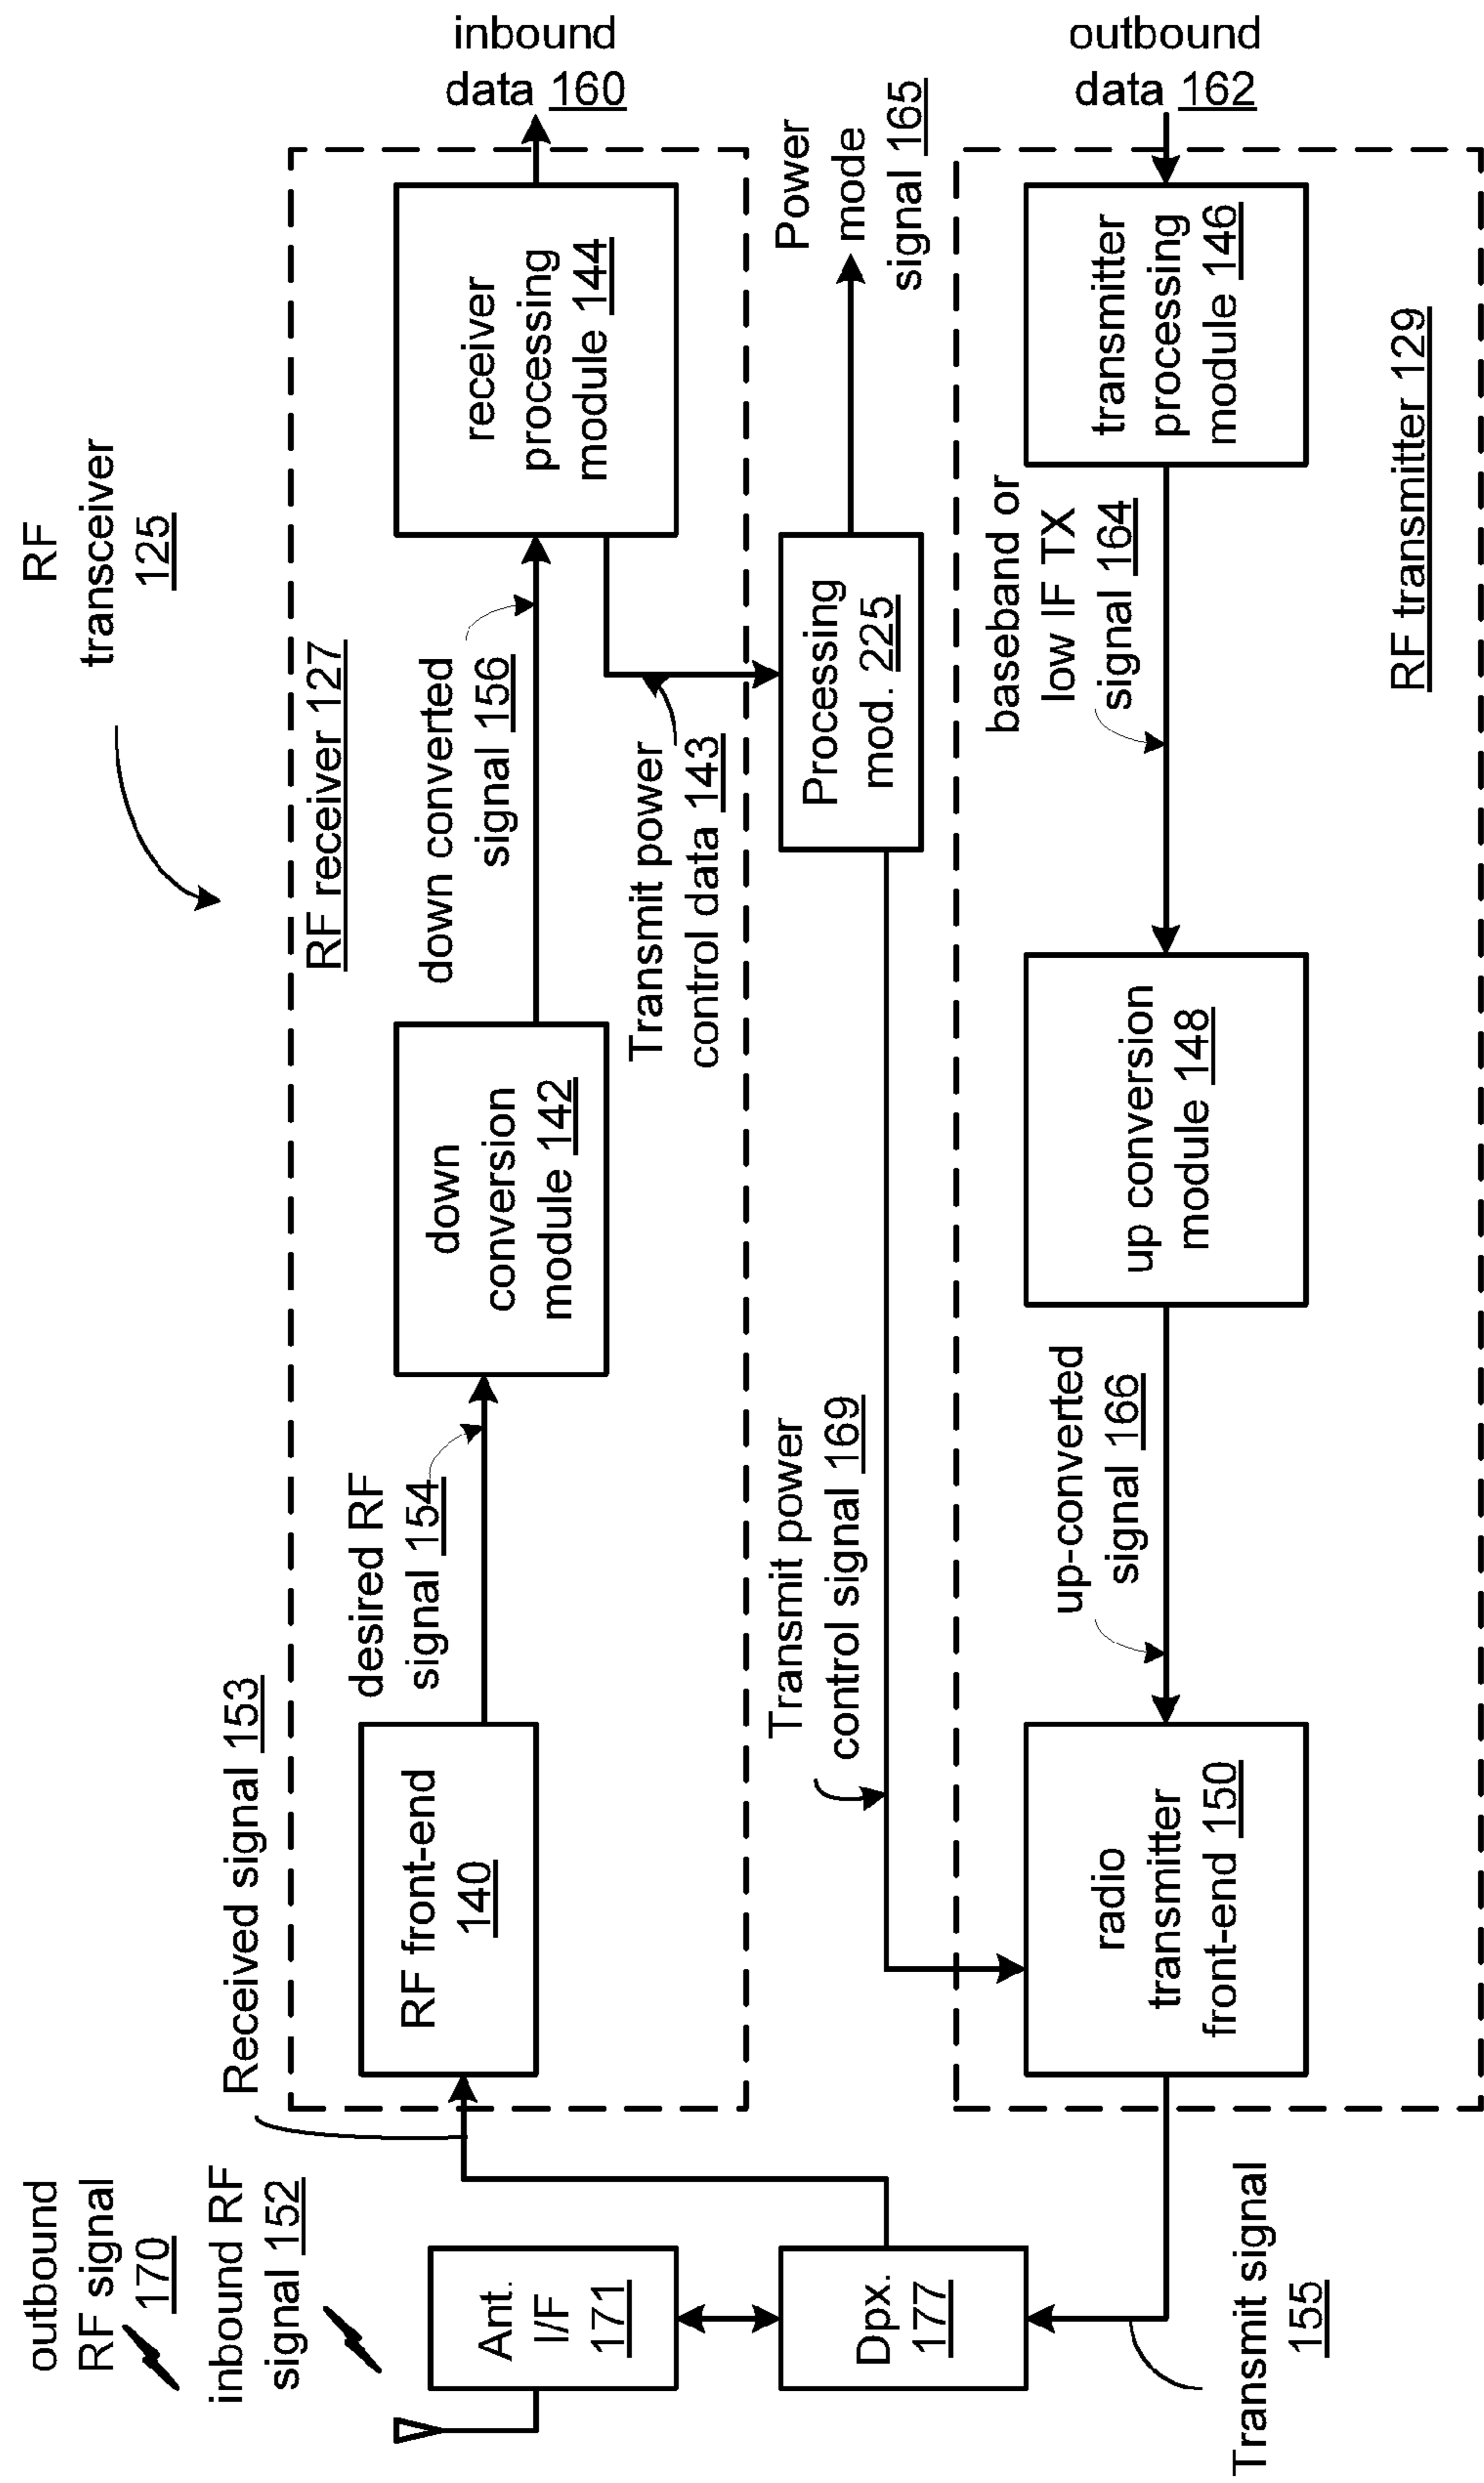 RF
transceiver
125
outbound
RF signal
170
inbound RF
signal 152
Received signal 153
RF receiver 127
Ant.
I/F
171
Dpx.
177
Transmit signal
155
RF front-end
140
desired RF
signal 154
down
conversion
module 142
down converted
signal 156
receiver
processing
module 144
inbound
data 160
Transmit power
control data 143
Processing
mod. 225
Power
mode
signal 165
Transmit power
control signal 169
radio
transmitter
front-end 150
up-converted
signal 166
up conversion
module 148
baseband or
low IF TX
signal 164
transmitter
processing
module 146
outbound
data 162
RF transmitter 129